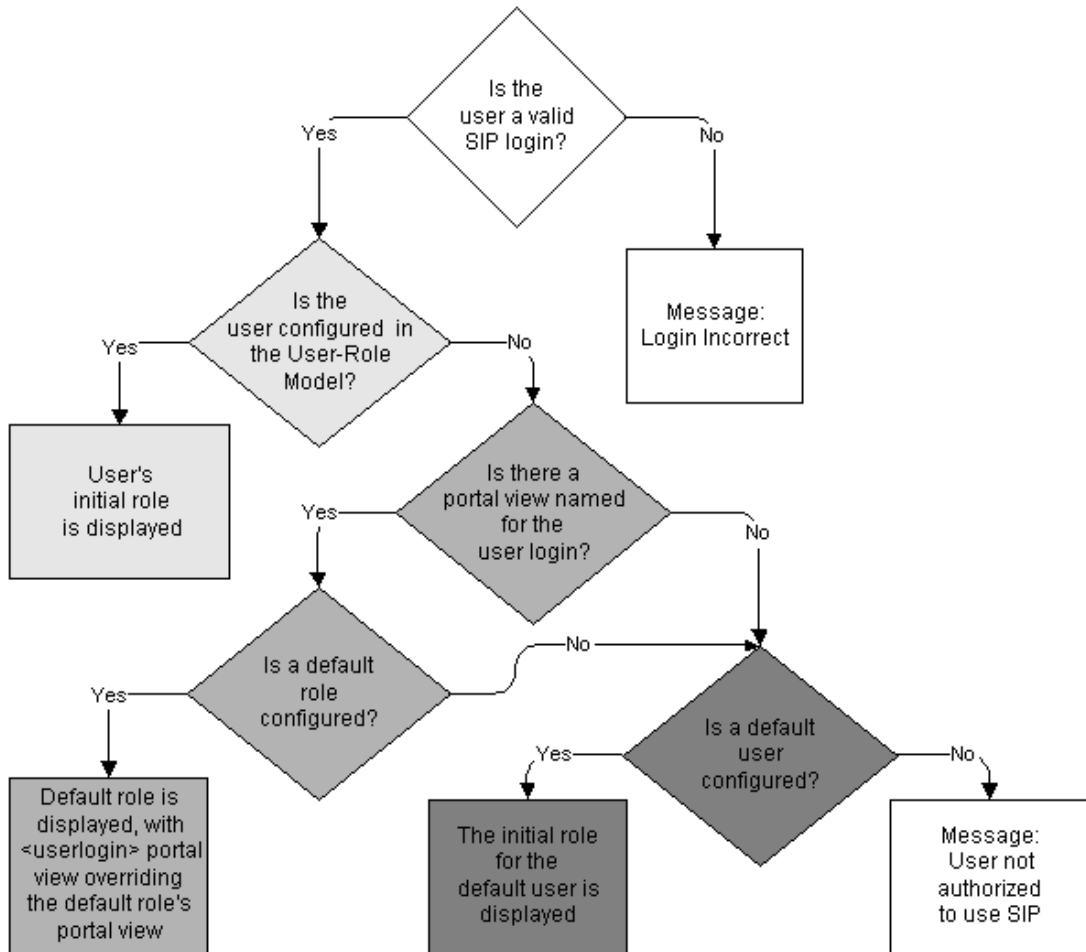 Is the
user a valid
SIP login?
Yes
No
Is the
user configured in
the User-Role
Model?
Message:
Login Incorrect
Yes
No
User's
initial role
is displayed
Is there a
portal view named
for the
user login?
Yes
No
Is a default
role
configured?
No
Yes
Is a default
user
configured?
Yes
No
Default role is
displayed, with
<userlogin> portal
view overriding
the default role's
portal view
The initial role
for the
default user is
displayed
Message:
User not
authorized
to use SIP